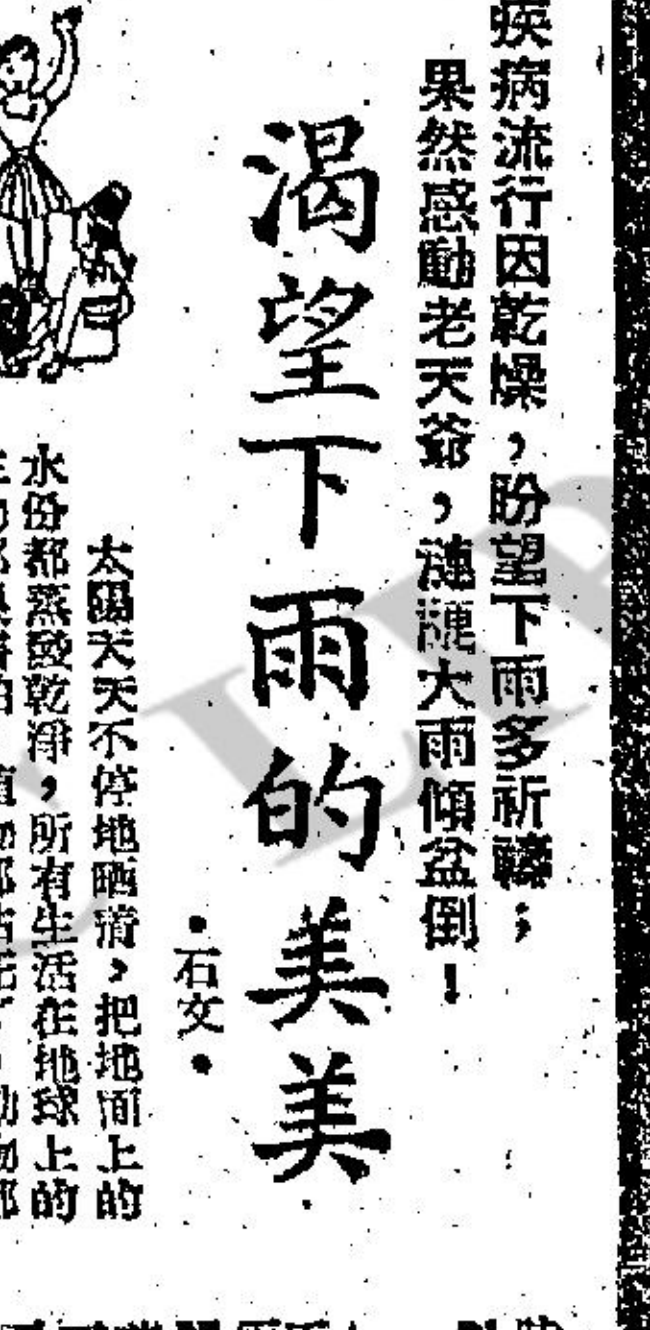 疾病流行因乾燥，盼望下雨多祈禱；
果然感動老天爺，漣漣大雨傾盆倒！
渴望下雨的美美
•石文•
太陽天天不停地晒着，把地面上的
水份都蒸發乾淨，所有生活在地球上的